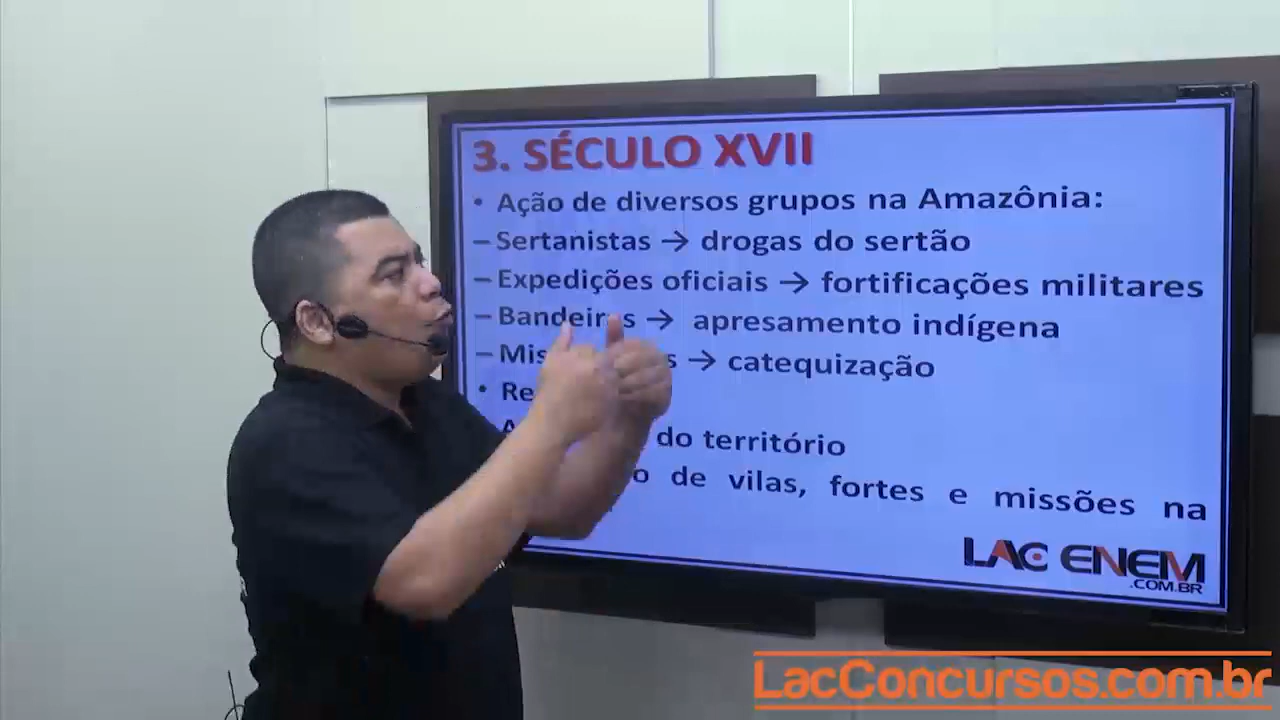 3. SÉCULO XVII
• Ação de diversos grupos na Amazônia:
– Sertanistas → drogas do sertão
– Expedições oficiais → fortificações militares
– Bandeiras → apresamento indígena
– → catequização
•
do território
de vilas, fortes e missões na
LAC ENEM
.COM.BR
LacConcursos.com.br